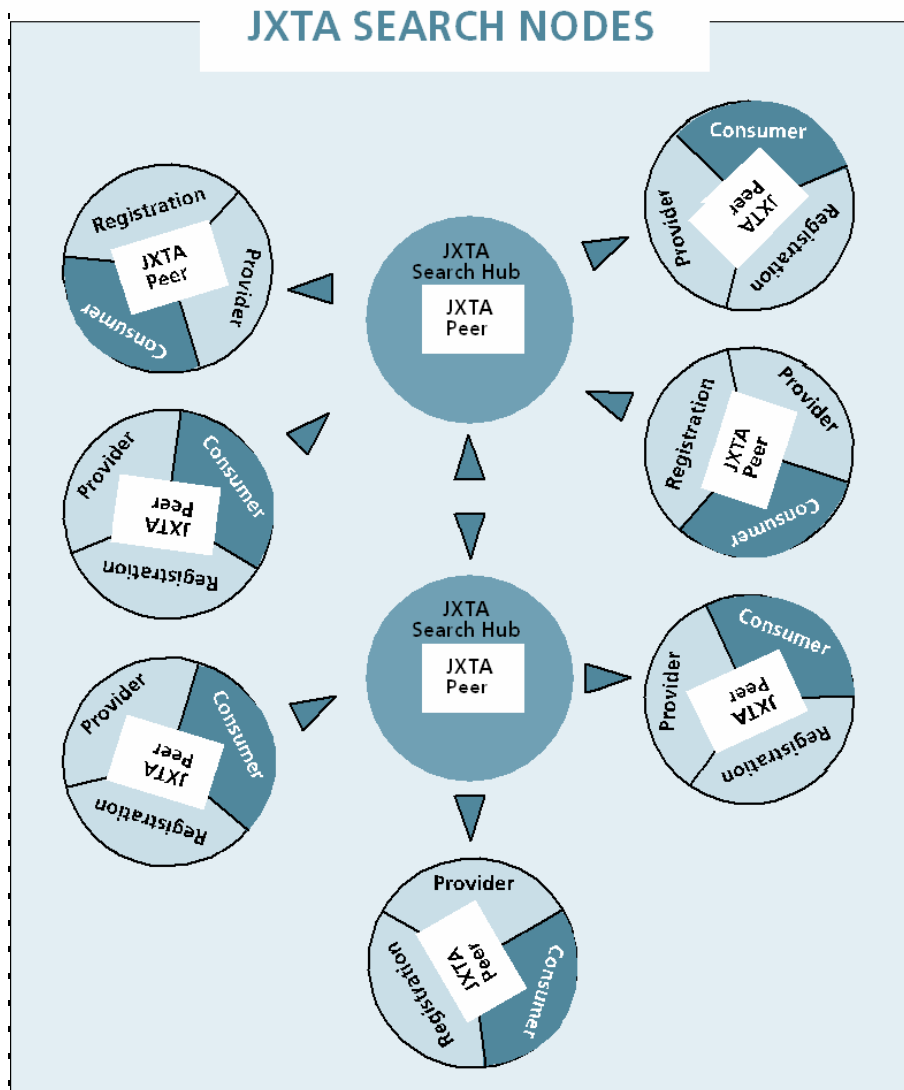 JXTA SEARCH NODES
Consumer
Provider
Registration
JXTA
Peer
Registration
Provider
Consumer
JXTA
Peer
JXTA
Search Hub
JXTA
Peer
Registration
Provider
Consumer
JXTA
Peer
Provider
Consumer
Registration
JXTA
Peer
JXTA
Search Hub
JXTA
Peer
Provider
Consumer
Registration
JXTA
Peer
Provider
Consumer
Registration
JXTA
Peer
Provider
Registration
Consumer
JXTA
Peer